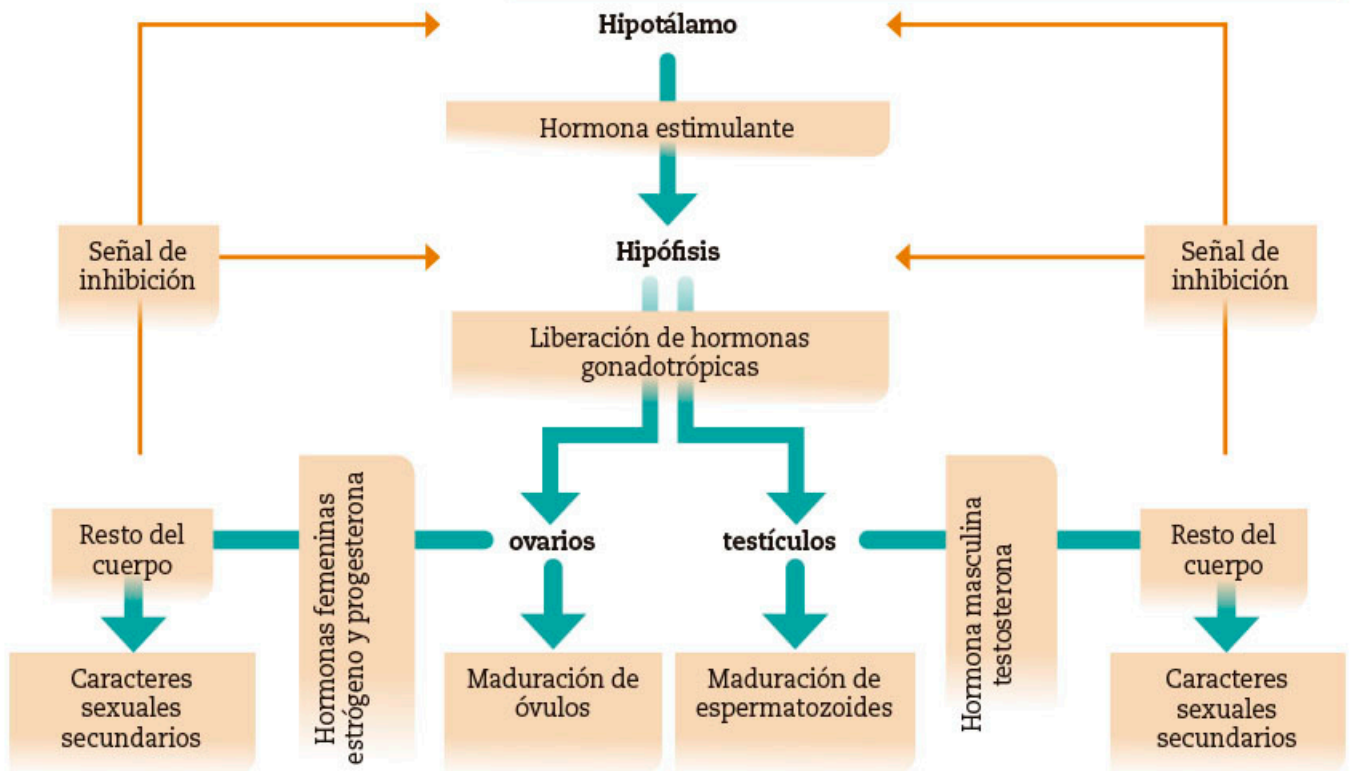 Hipotálamo
Hormona estimulante
Señal de
inhibición
Hipófisis
Señal de
inhibición
Liberación de hormonas
gonadotrópicas
Resto del
cuerpo
Hormonas femeninas
estrógeno y progesterona
ovarios
testículos
Hormona masculina
testosterona
Resto del
cuerpo
Caracteres
sexuales
secundarios
Maduración de
óvulos
Maduración de
espermatozoides
Caracteres
sexuales
secundarios